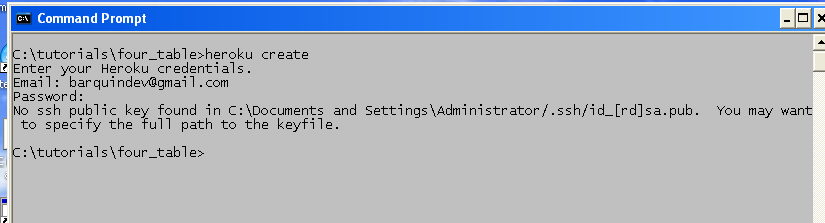 Command Prompt
C:\tutorials\four_table>heroku create
Enter your Heroku credentials.
Email: barquindev@gmail.com
Password:
No ssh public key found in C:\Documents and Settings\Administrator/.ssh/id_[rd]sa.pub.  You may want
 to specify the full path to the keyfile.
C:\tutorials\four_table>